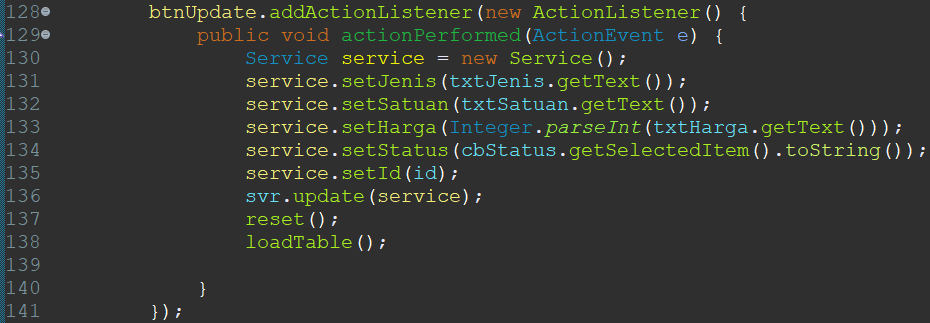 128 btnUpdate.addActionListener(new ActionListener() {
129 public void actionPerformed(ActionEvent e) {
130 Service service = new Service();
131 service.setJenis(txtJenis.getText());
132 service.setSatuan(txtSatuan.getText());
133 service.setHarga(Integer.parseInt(txtHarga.getText()));
134 service.setStatus(cbStatus.getSelectedItem().toString());
135 service.setId(id);
136 svr.update(service);
137 reset();
138 loadTable();
139
140 }
141 });